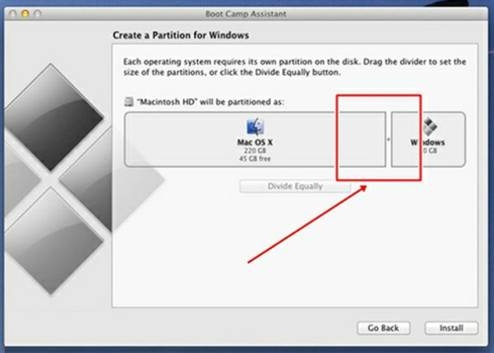 Boot Camp Assistant
Create a Partition for Windows
Each operating system requires its own partition on the disk. Drag the divider to set the
size of the partitions, or click the Divide Equally button.
"Macintosh HD" will be partitioned as:
Mac OS X
220 GB
45 GB free
Windows
0 GB
Divide Equally
Go Back
Install